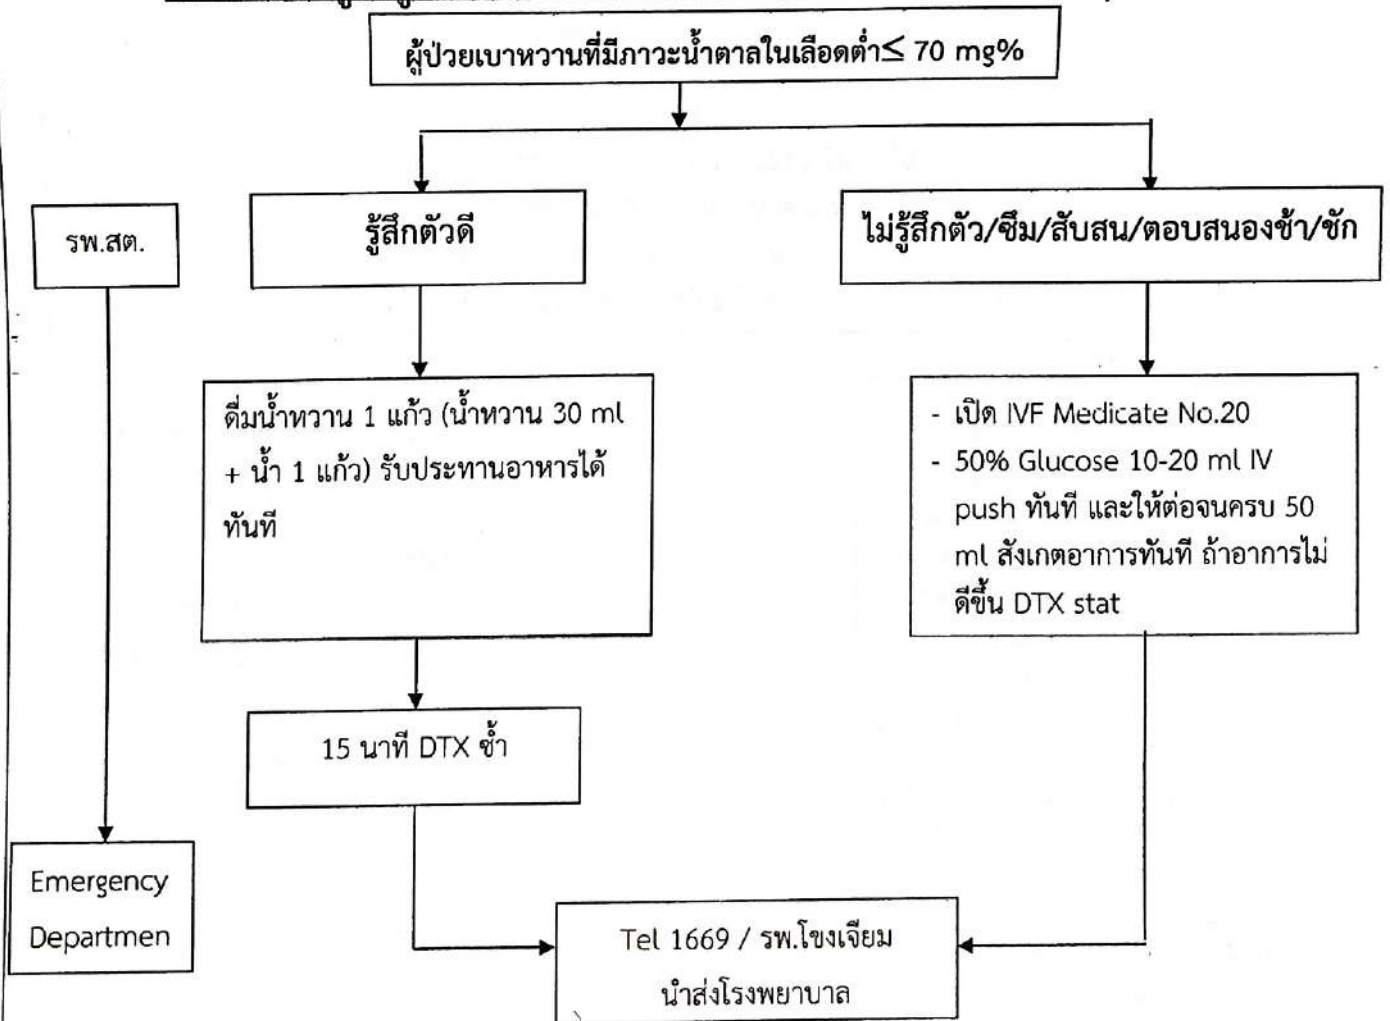 ผู้ป่วยเบาหวานที่มีภาวะน้ำตาลในเลือดต่ำ≤ 70 mg%
รพ.สต.
รู้สึกตัวดี
ไม่รู้สึกตัว/ซึม/สับสน/ตอบสนองช้า/ชัก
ดื่มน้ำหวาน 1 แก้ว (น้ำหวาน 30 ml
+ น้ำ 1 แก้ว) รับประทานอาหารได้
ทันที
- เปิด IVF Medicate No.20
- 50% Glucose 10-20 ml IV
push ทันที และให้ต่อจนครบ 50
ml สังเกตอาการทันที ถ้าอาการไม่
ดีขึ้น DTX stat
15 นาที DTX ซ้ำ
Emergency
Departmen
Tel 1669 / รพ.โขงเจียม
นำส่งโรงพยาบาล